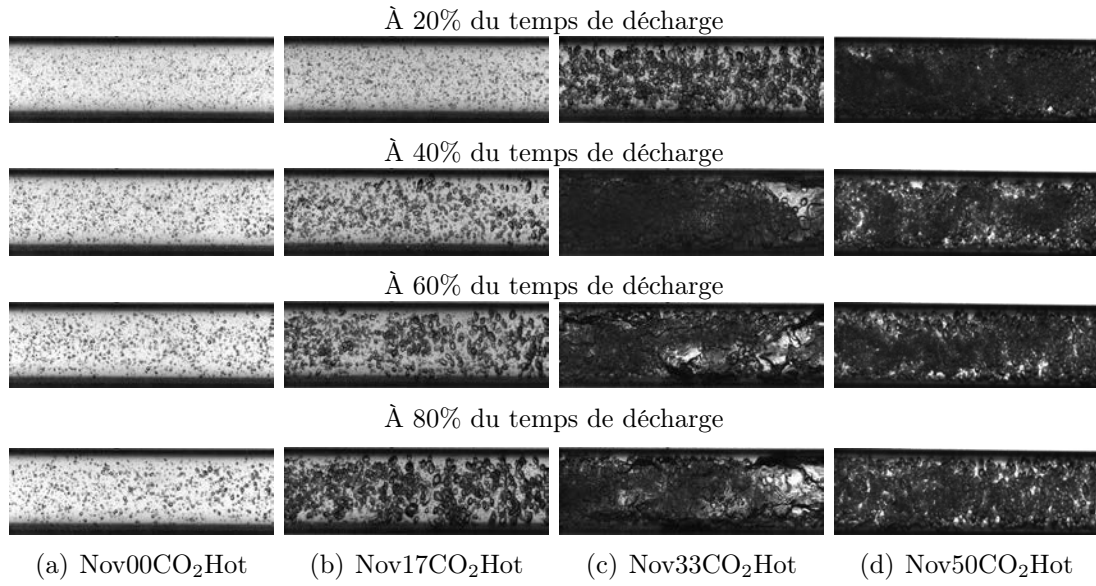 À 20% du temps de décharge
À 40% du temps de décharge
À 60% du temps de décharge
À 80% du temps de décharge
(a) Nov00CO₂Hot (b) Nov17CO₂Hot (c) Nov33CO₂Hot (d) Nov50CO₂Hot